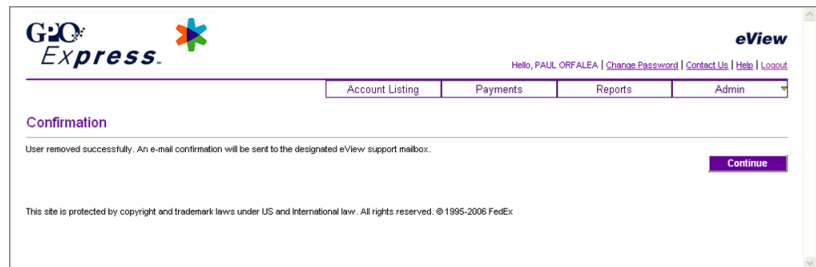 GPO
Express
eView
Hello, PAUL ORFALEA | Change Password | Contact Us | Help | Logout
Account Listing Payments Reports Admin
Confirmation
User removed successfully. An e-mail confirmation will be sent to the designated eView support mailbox.
Continue
This site is protected by copyright and trademark laws under US and International law. All rights reserved. © 1995-2006 FedEx